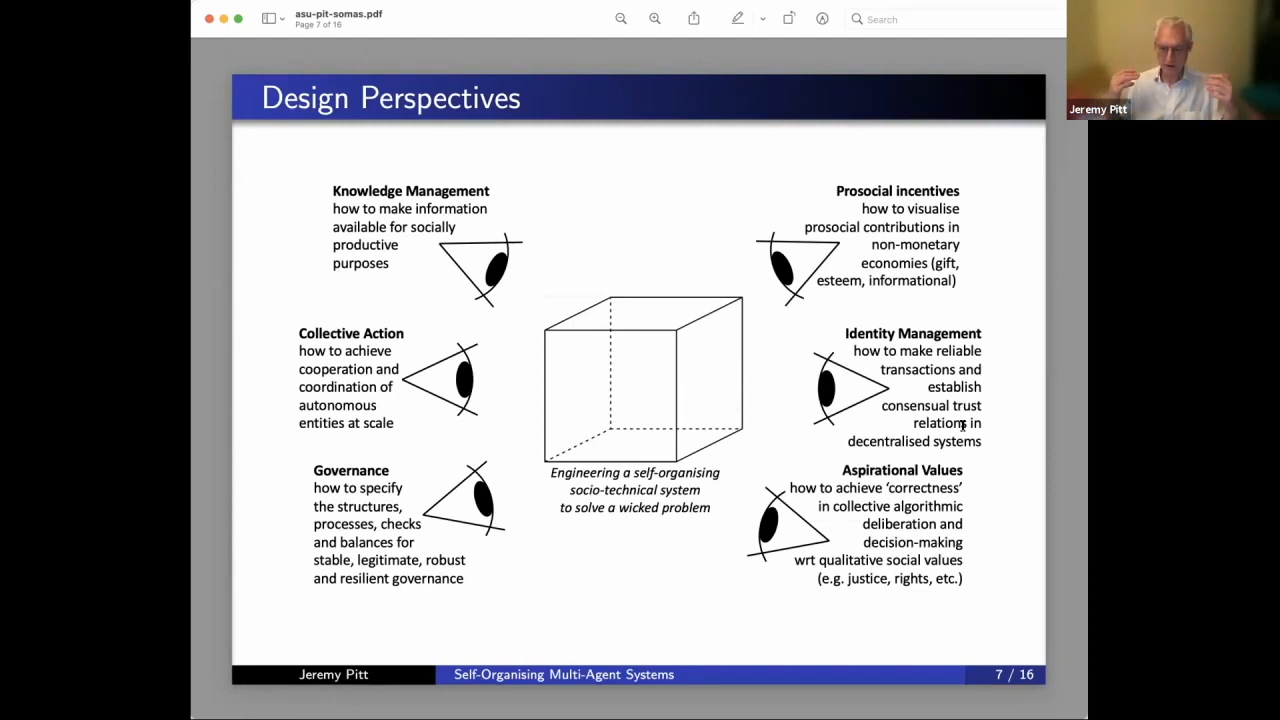 asu-pit-somas.pdf
Page 7 of 16
Search
Jeremy Pitt
Design Perspectives
Knowledge Management
how to make information
available for socially
productive
purposes
Prosocial incentives
how to visualise
prosocial contributions in
non-monetary
economies (gift,
esteem, informational)
Collective Action
how to achieve
cooperation and
coordination of
autonomous
entities at scale
Identity Management
how to make reliable
transactions and
establish
consensual trust
relations in
decentralised systems
Governance
how to specify
the structures,
processes, checks
and balances for
stable, legitimate, robust
and resilient governance
Engineering a self-organising
socio-technical system
to solve a wicked problem
Aspirational Values
how to achieve ‘correctness’
in collective algorithmic
deliberation and
decision-making
wrt qualitative social values
(e.g. justice, rights, etc.)
Jeremy Pitt
Self-Organising Multi-Agent Systems
7 / 16